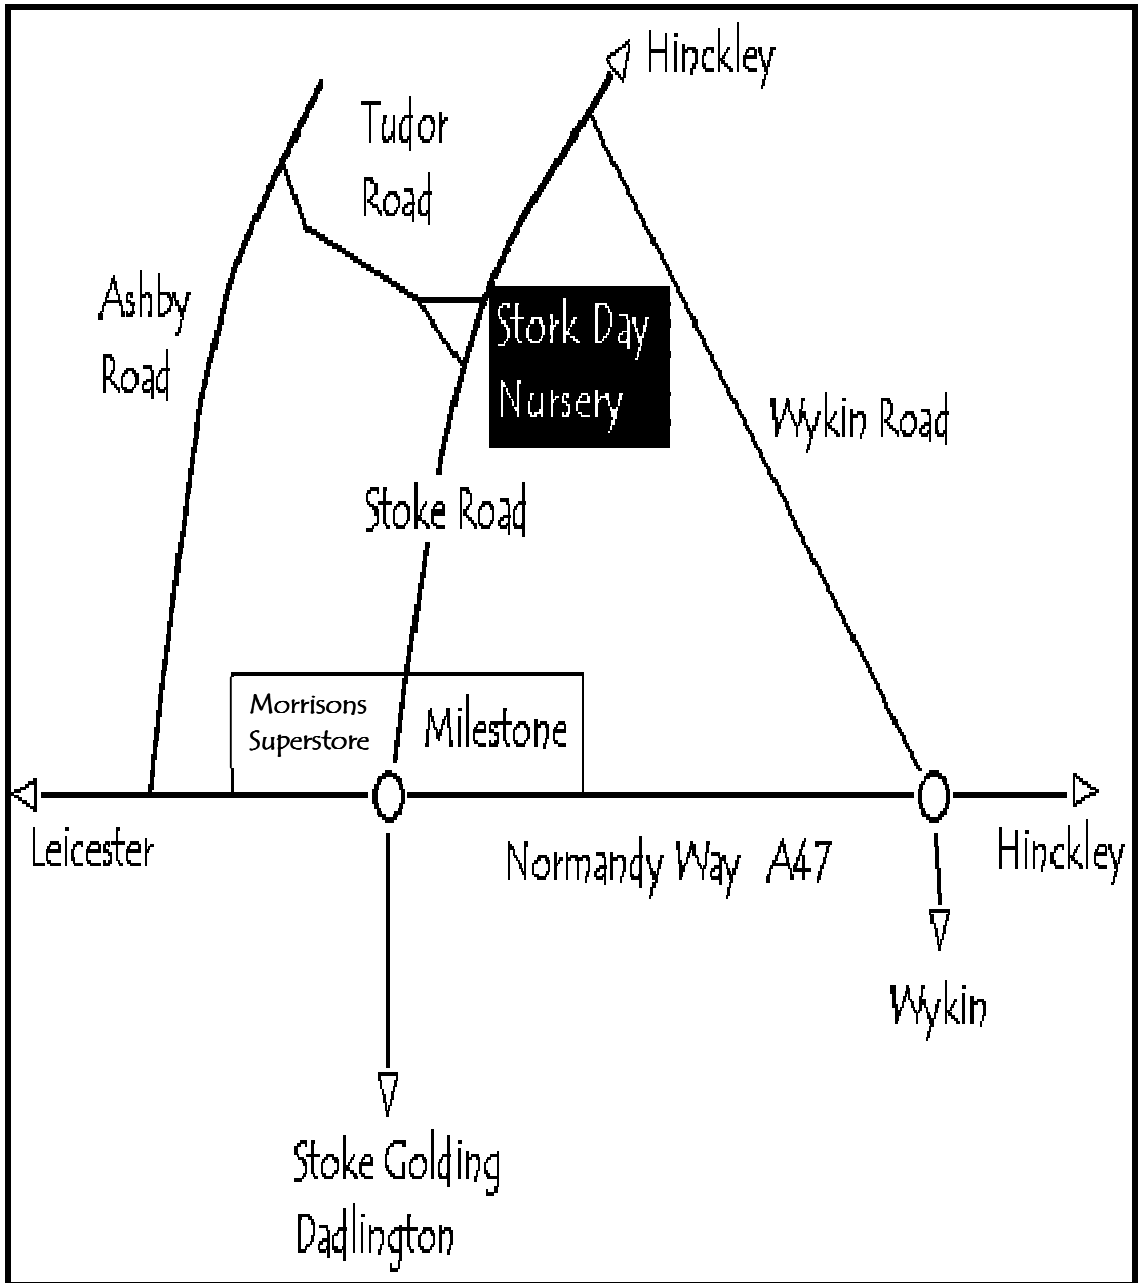 Hinckley
Tudor
Road
Ashby
Road
Stork Day
Nursery
Wykin Road
Stoke Road
Morrisons
Superstore
Milestone
Leicester
Normandy Way A47
Hinckley
Wykin
Stoke Golding
Dadlington